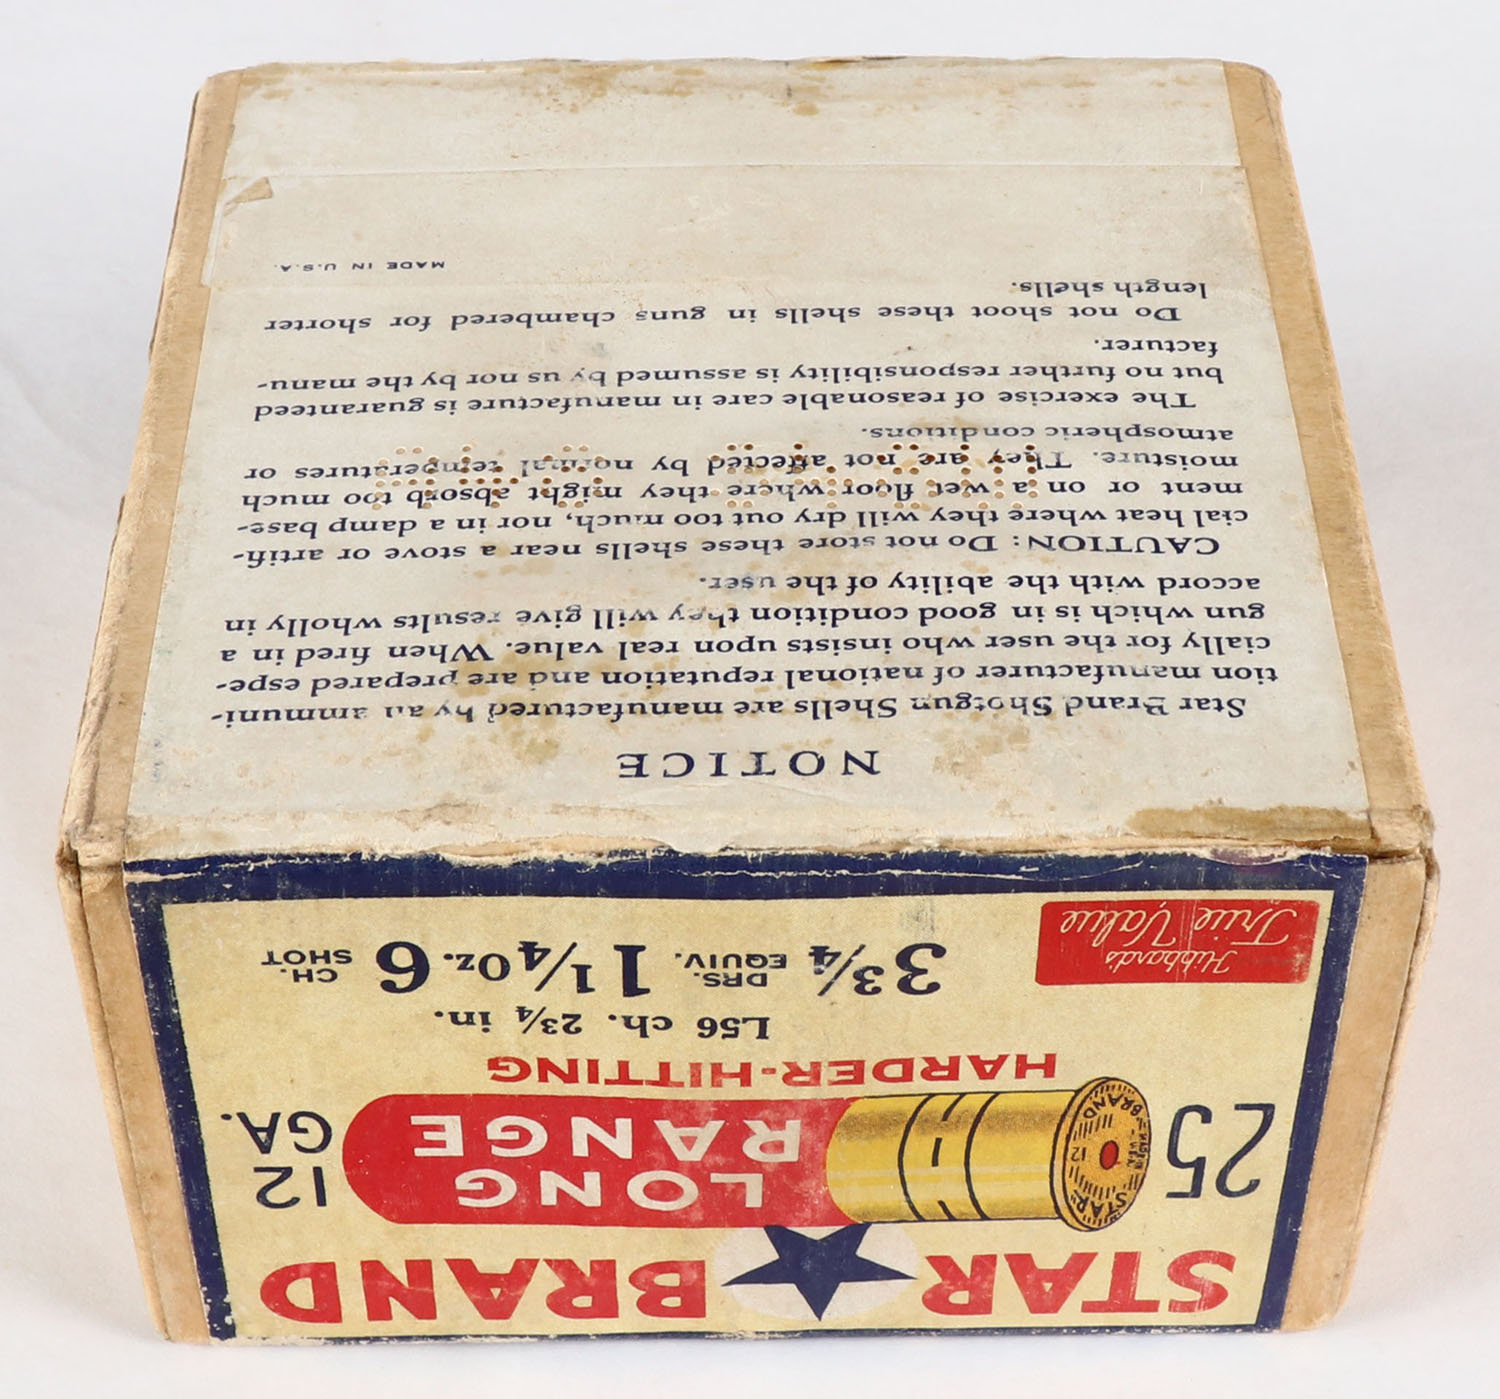 STAR BRAND
25
LONG
RANGE
12
GA.
STAR
BRAND
12
MADE IN
U.S.A.
HARDER-HITTING
L56 ch. 2¾ in.
3¾ DRS. EQUIV. 1¼ Oz. 6 CH. SHOT
Hibbard's
True Value
NOTICE
Star Brand Shotgun Shells are manufactured by an ammuni-
tion manufacturer of national reputation and are prepared espe-
cially for the user who insists upon real value. When fired in a
gun which is in good condition they will give results wholly in
accord with the ability of the user.
CAUTION: Do not store these shells near a stove or artifi-
cial heat where they will dry out too much, nor in a damp base-
ment or on a wet floor where they might absorb too much
moisture. They are not affected by normal temperatures or
atmospheric conditions.
The exercise of reasonable care in manufacture is guaranteed
but no further responsibility is assumed by us nor by the manu-
facturer.
Do not shoot these shells in guns chambered for shorter
length shells.
MADE IN U.S.A.